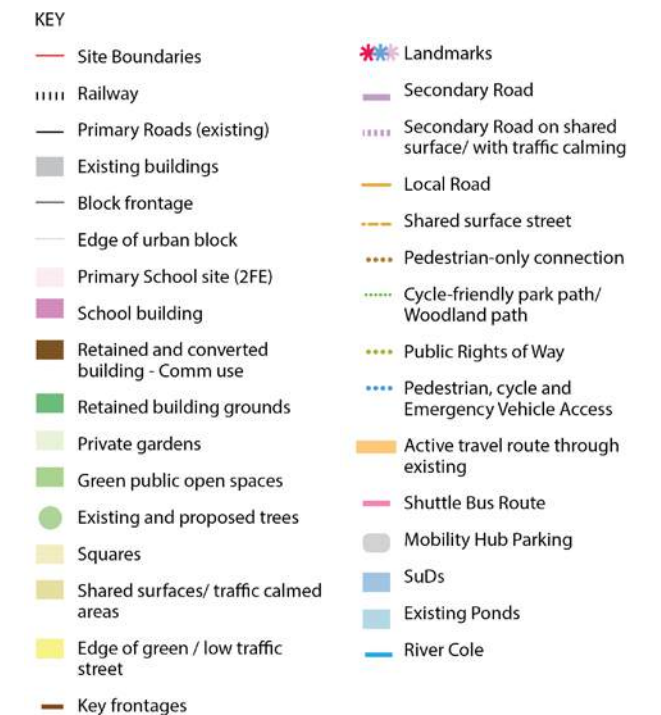 KEY
Site Boundaries
Railway
Primary Roads (existing)
Existing buildings
Block frontage
Edge of urban block
Primary School site (2FE)
School building
Retained and converted
building - Comm use
Retained building grounds
Private gardens
Green public open spaces
Existing and proposed trees
Squares
Shared surfaces/ traffic calmed
areas
Edge of green / low traffic
street
Key frontages
Landmarks
Secondary Road
Secondary Road on shared
surface/ with traffic calming
Local Road
Shared surface street
Pedestrian-only connection
Cycle-friendly park path/
Woodland path
Public Rights of Way
Pedestrian, cycle and
Emergency Vehicle Access
Active travel route through
existing
Shuttle Bus Route
Mobility Hub Parking
SuDs
Existing Ponds
River Cole